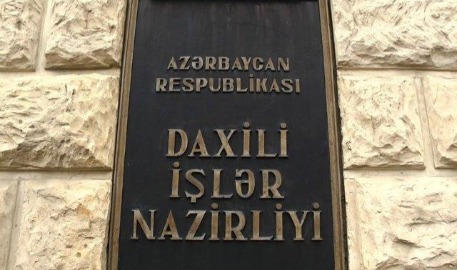 AZƏRBAYCAN
RESPUBLİKASI
DAXİLİ
İŞLƏR
NAZİRLİYİ